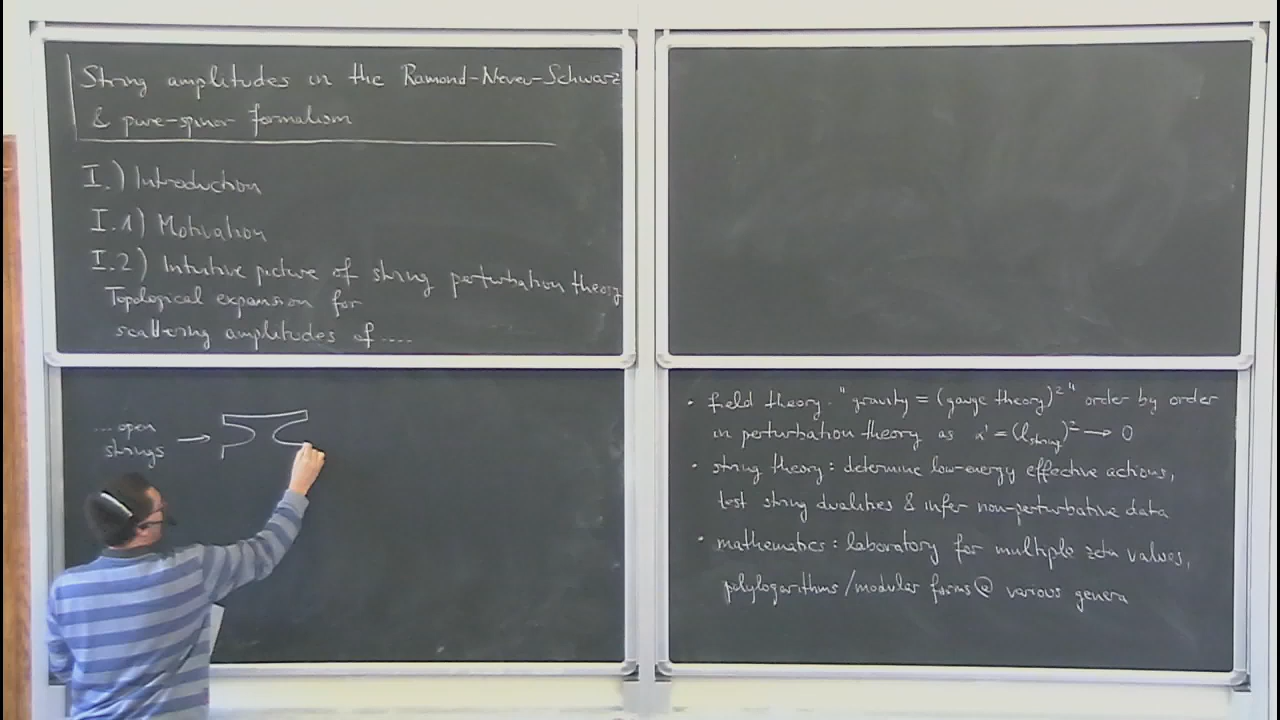 String amplitudes in the Ramond-Neveu-Schwarz
& pure-spinor formalism
I.) Introduction
I.1) Motivation
I.2) Intuitive picture of string perturbation theory
Topological expansion for
scattering amplitudes of ....
... open
strings
• field theory: "gravity = (gauge theory)²" order by order
in perturbation theory as α' = (l_string)² → 0
• string theory: determine low-energy effective actions,
test string dualities & infer non-perturbative data
• mathematics: laboratory for multiple zeta values,
polylogarithms/modular forms @ various genera